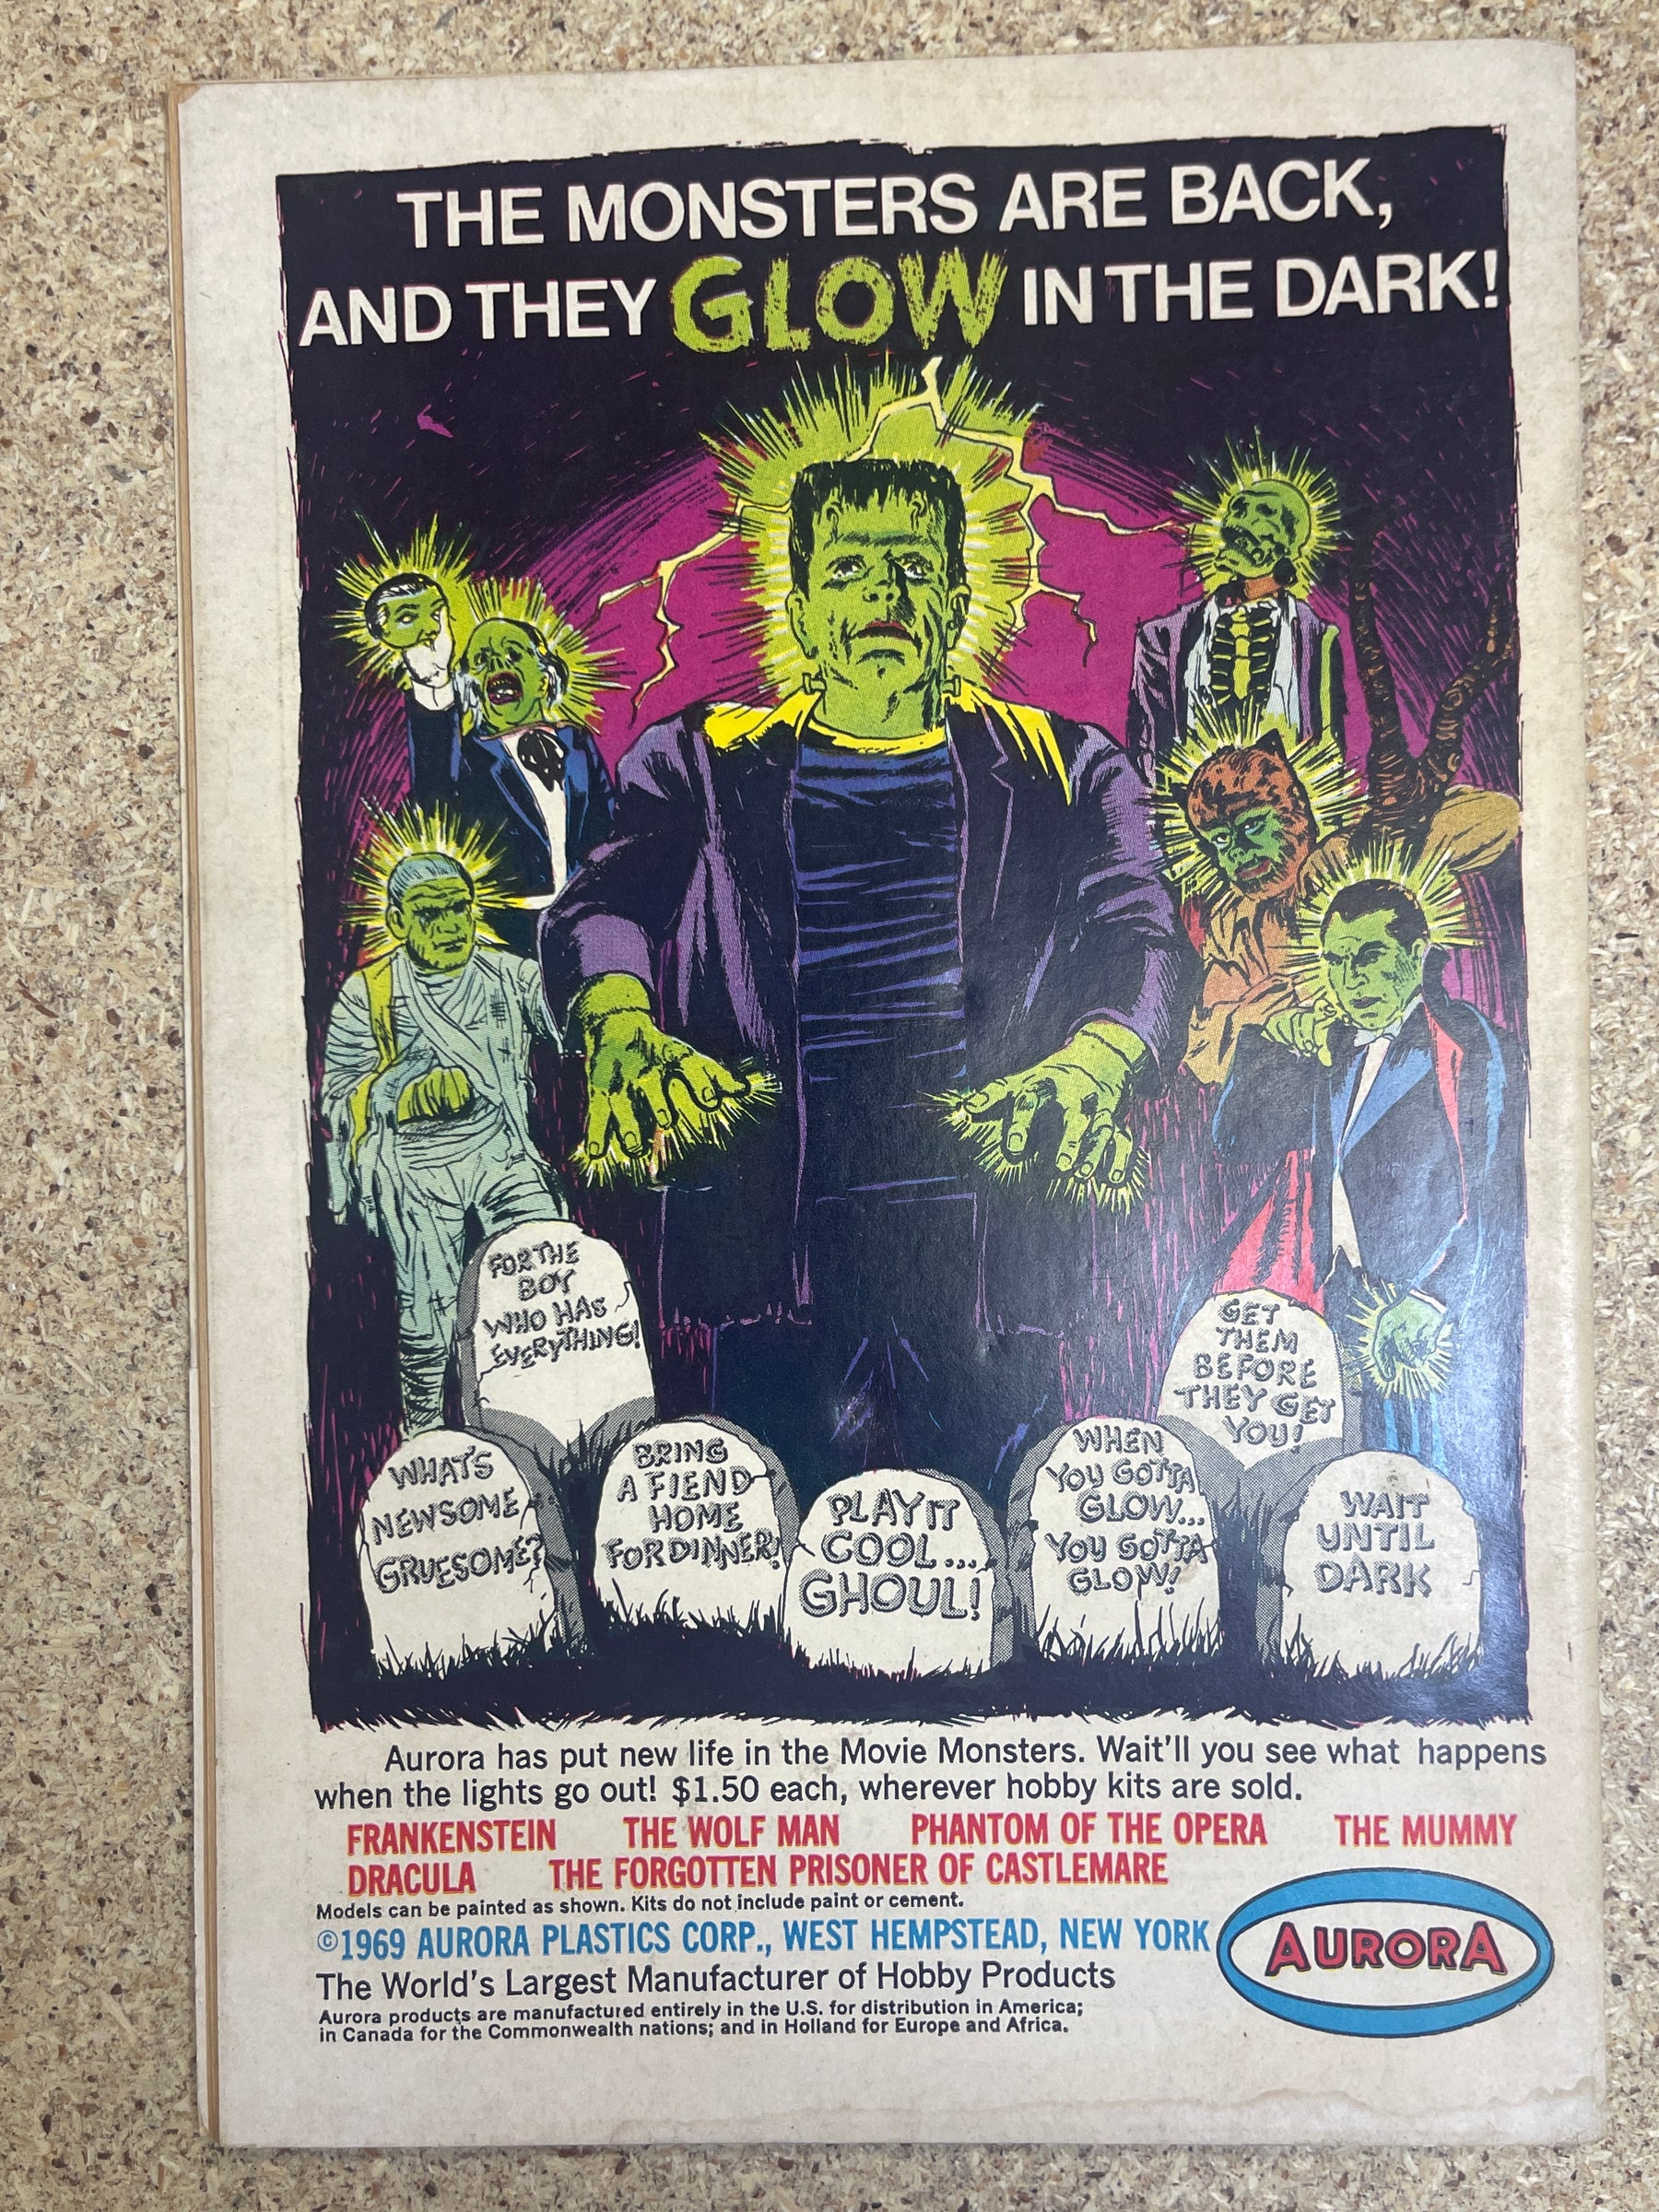 THE MONSTERS ARE BACK,
AND THEY GLOW IN THE DARK!
FOR THE
BOY
WHO HAS
EVERYTHING!
GET
THEM
BEFORE
THEY GET
YOU!
WHAT'S
NEWSOME
GRUESOME?
BRING
A FIEND
HOME
FOR DINNER!
PLAY IT
COOL...
GHOUL!
WHEN
YOU GOTTA
GLOW...
YOU GOTTA
GLOW!
WAIT
UNTIL
DARK
Aurora has put new life in the Movie Monsters. Wait'll you see what happens
when the lights go out! $1.50 each, wherever hobby kits are sold.
FRANKENSTEIN THE WOLF MAN PHANTOM OF THE OPERA THE MUMMY
DRACULA THE FORGOTTEN PRISONER OF CASTLEMARE
Models can be painted as shown. Kits do not include paint or cement.
©1969 AURORA PLASTICS CORP., WEST HEMPSTEAD, NEW YORK
The World's Largest Manufacturer of Hobby Products
Aurora products are manufactured entirely in the U.S. for distribution in America;
in Canada for the Commonwealth nations; and in Holland for Europe and Africa.
AURORA